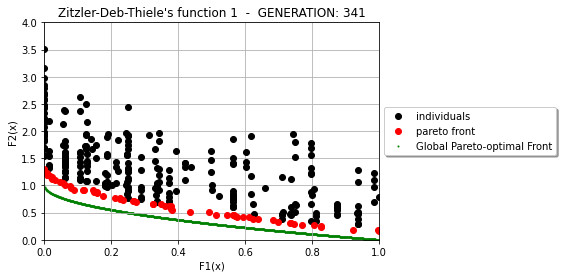 Zitzler-Deb-Thiele's function 1 - GENERATION: 341
4.0
3.5
3.0
2.5
2.0
1.5
1.0
0.5
0.0
F2(x)
0.0 0.2 0.4 0.6 0.8 1.0
F1(x)
individuals
pareto front
Global Pareto-optimal Front